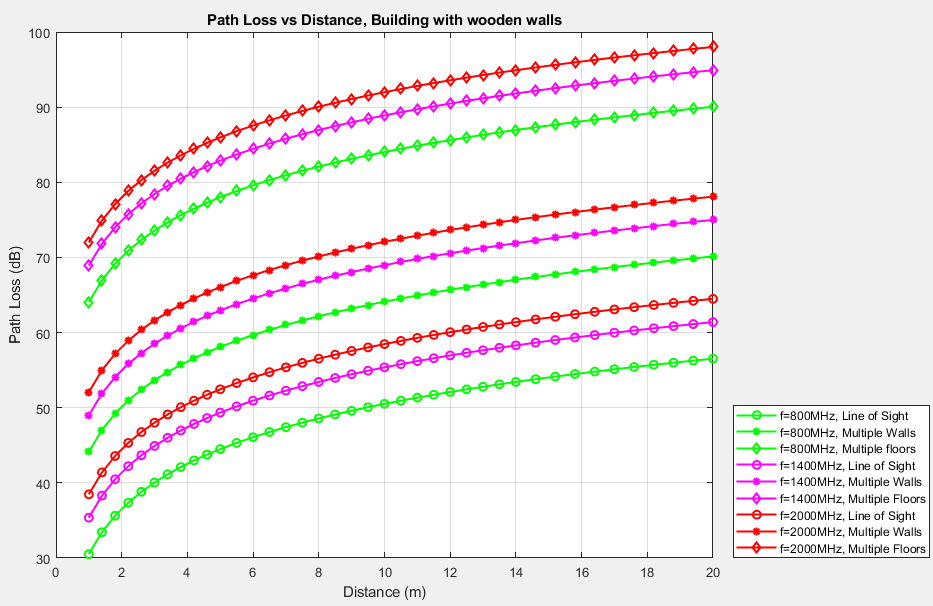 Path Loss vs Distance, Building with wooden walls
100
90
80
70
60
50
40
30
Path Loss (dB)
0 2 4 6 8 10 12 14 16 18 20
Distance (m)
f=800MHz, Line of Sight
f=800MHz, Multiple Walls
f=800MHz, Multiple floors
f=1400MHz, Line of Sight
f=1400MHz, Multiple Walls
f=1400MHz, Multiple Floors
f=2000MHz, Line of Sight
f=2000MHz, Multiple Walls
f=2000MHz, Multiple Floors